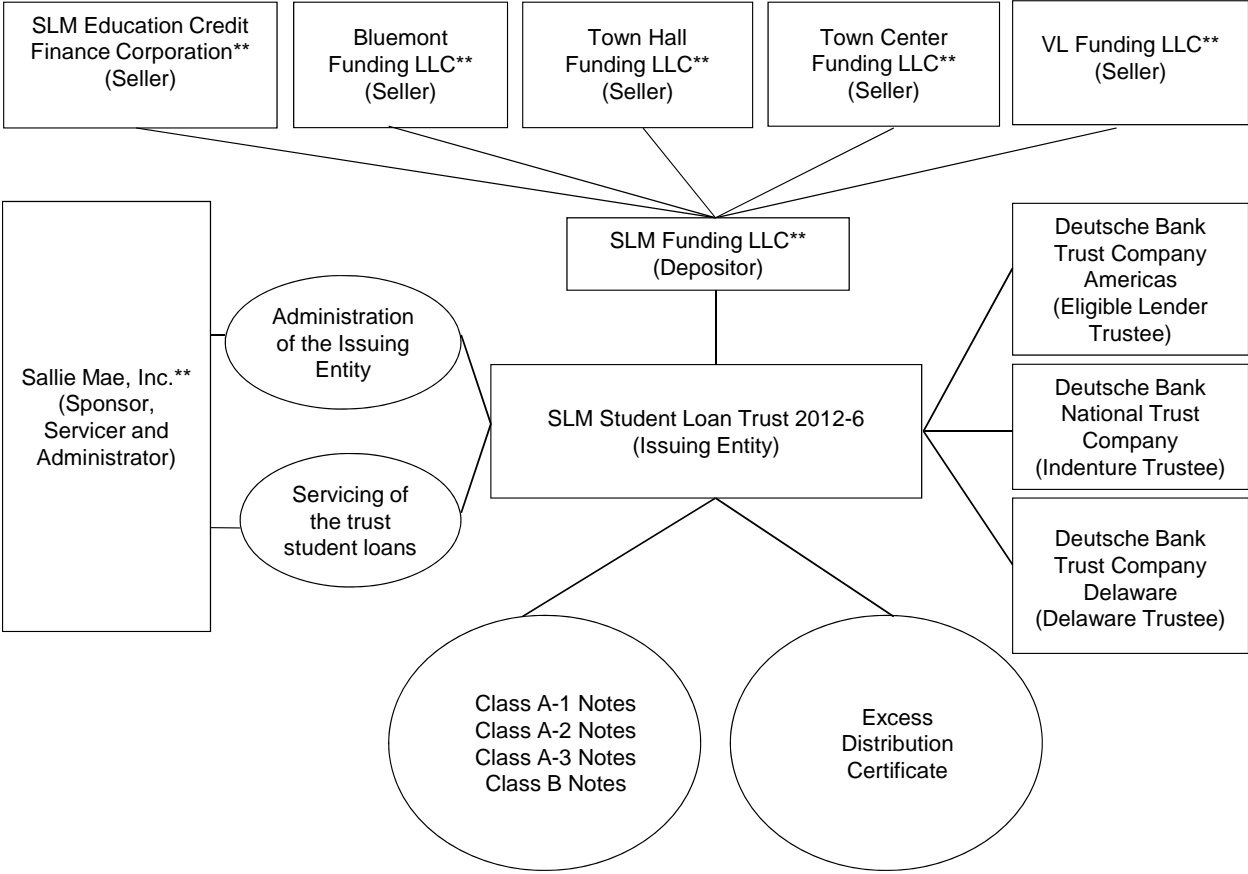 SLM Education Credit
Finance Corporation**
(Seller)
Bluemont
Funding LLC**
(Seller)
Town Hall
Funding LLC**
(Seller)
Town Center
Funding LLC**
(Seller)
VL Funding LLC**
(Seller)
SLM Funding LLC**
(Depositor)
Sallie Mae, Inc.**
(Sponsor,
Servicer and
Administrator)
Administration
of the Issuing
Entity
Servicing of
the trust
student loans
SLM Student Loan Trust 2012-6
(Issuing Entity)
Deutsche Bank
Trust Company
Americas
(Eligible Lender
Trustee)
Deutsche Bank
National Trust
Company
(Indenture Trustee)
Deutsche Bank
Trust Company
Delaware
(Delaware Trustee)
Class A-1 Notes
Class A-2 Notes
Class A-3 Notes
Class B Notes
Excess
Distribution
Certificate